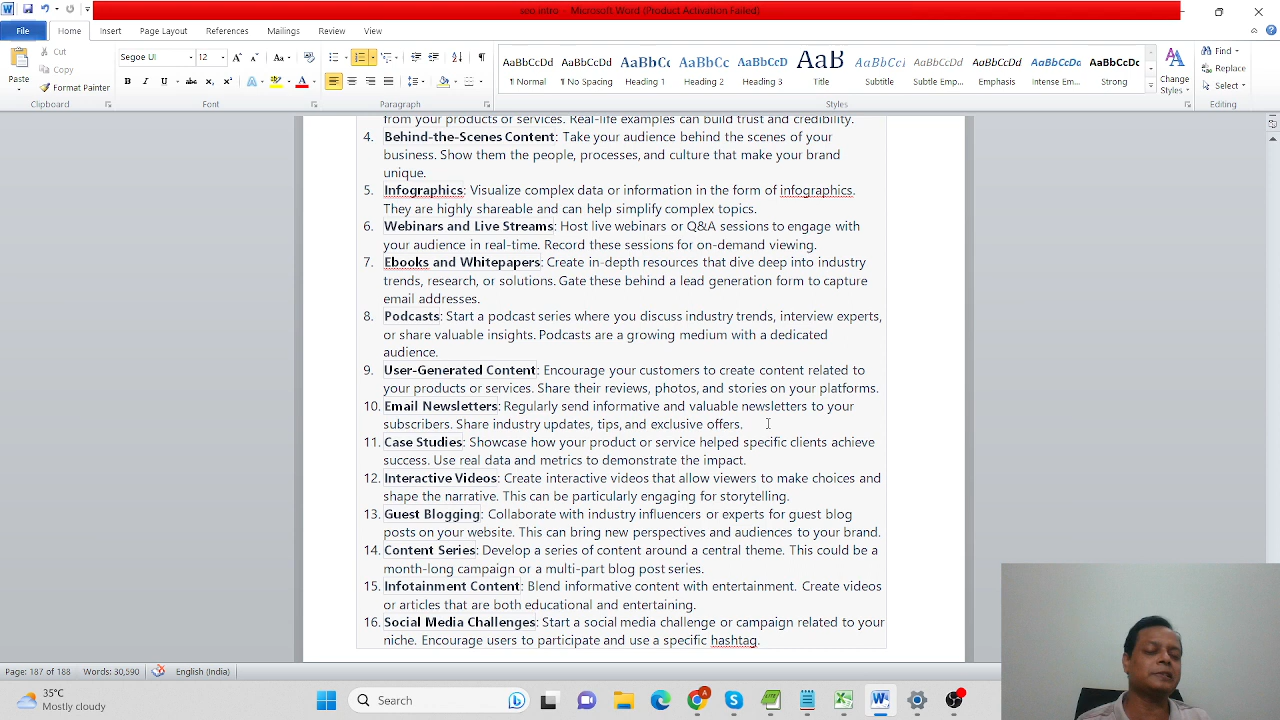 seo intro - Microsoft Word (Product Activation Failed)
File Home Insert Page Layout References Mailings Review View
Cut
Copy
Paste
Format Painter
Clipboard
Segoe UI 12
Font
Paragraph
AaBbCcDd AaBbCcDd AaBbCc AaBbCc AaBbCc AaB AaBbCcI AaBbCcDd AaBbCcDd AaBbCcDd AaBbCcDc
¶ Normal ¶ No Spacing Heading 1 Heading 2 Heading 3 Title Subtitle Subtle Emp... Emphasis Intense Em... Strong
Styles
Change
Styles
Find
Replace
Select
Editing
from your products or services. Real-life examples can build trust and credibility.
4. Behind-the-Scenes Content: Take your audience behind the scenes of your
business. Show them the people, processes, and culture that make your brand
unique.
5. Infographics: Visualize complex data or information in the form of infographics.
They are highly shareable and can help simplify complex topics.
6. Webinars and Live Streams: Host live webinars or Q&A sessions to engage with
your audience in real-time. Record these sessions for on-demand viewing.
7. Ebooks and Whitepapers: Create in-depth resources that dive deep into industry
trends, research, or solutions. Gate these behind a lead generation form to capture
email addresses.
8. Podcasts: Start a podcast series where you discuss industry trends, interview experts,
or share valuable insights. Podcasts are a growing medium with a dedicated
audience.
9. User-Generated Content: Encourage your customers to create content related to
your products or services. Share their reviews, photos, and stories on your platforms.
10. Email Newsletters: Regularly send informative and valuable newsletters to your
subscribers. Share industry updates, tips, and exclusive offers.
11. Case Studies: Showcase how your product or service helped specific clients achieve
success. Use real data and metrics to demonstrate the impact.
12. Interactive Videos: Create interactive videos that allow viewers to make choices and
shape the narrative. This can be particularly engaging for storytelling.
13. Guest Blogging: Collaborate with industry influencers or experts for guest blog
posts on your website. This can bring new perspectives and audiences to your brand.
14. Content Series: Develop a series of content around a central theme. This could be a
month-long campaign or a multi-part blog post series.
15. Infotainment Content: Blend informative content with entertainment. Create videos
or articles that are both educational and entertaining.
16. Social Media Challenges: Start a social media challenge or campaign related to your
niche. Encourage users to participate and use a specific hashtag.
Page: 187 of 188 Words: 30,590 English (India)
35°C
Mostly cloudy
Search